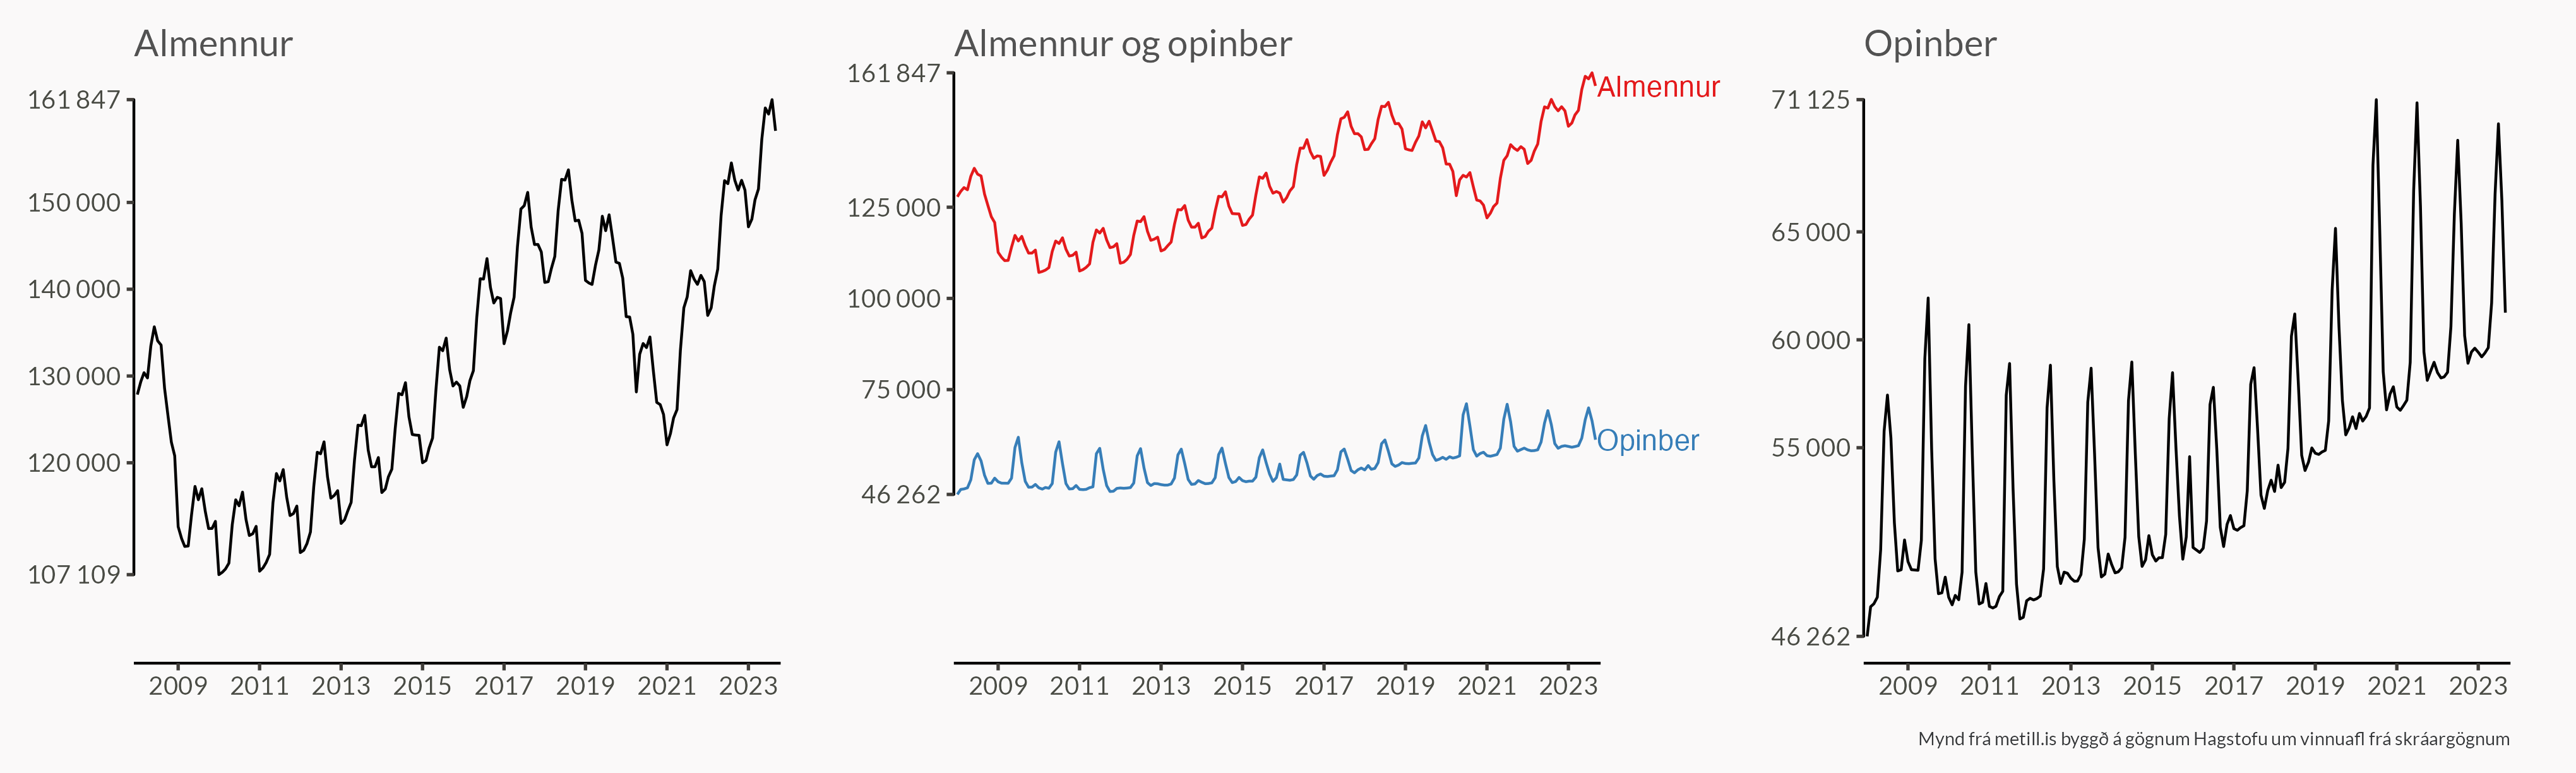 Almennur
161 847
150 000
140 000
130 000
120 000
107 109
2009 2011 2013 2015 2017 2019 2021 2023
Almennur og opinber
161 847
125 000
100 000
75 000
46 262
Almennur
Opinber
2009 2011 2013 2015 2017 2019 2021 2023
Opinber
71 125
65 000
60 000
55 000
46 262
2009 2011 2013 2015 2017 2019 2021 2023
Mynd frá metill.is byggð á gögnum Hagstofu um vinnuafl frá skráargögnum